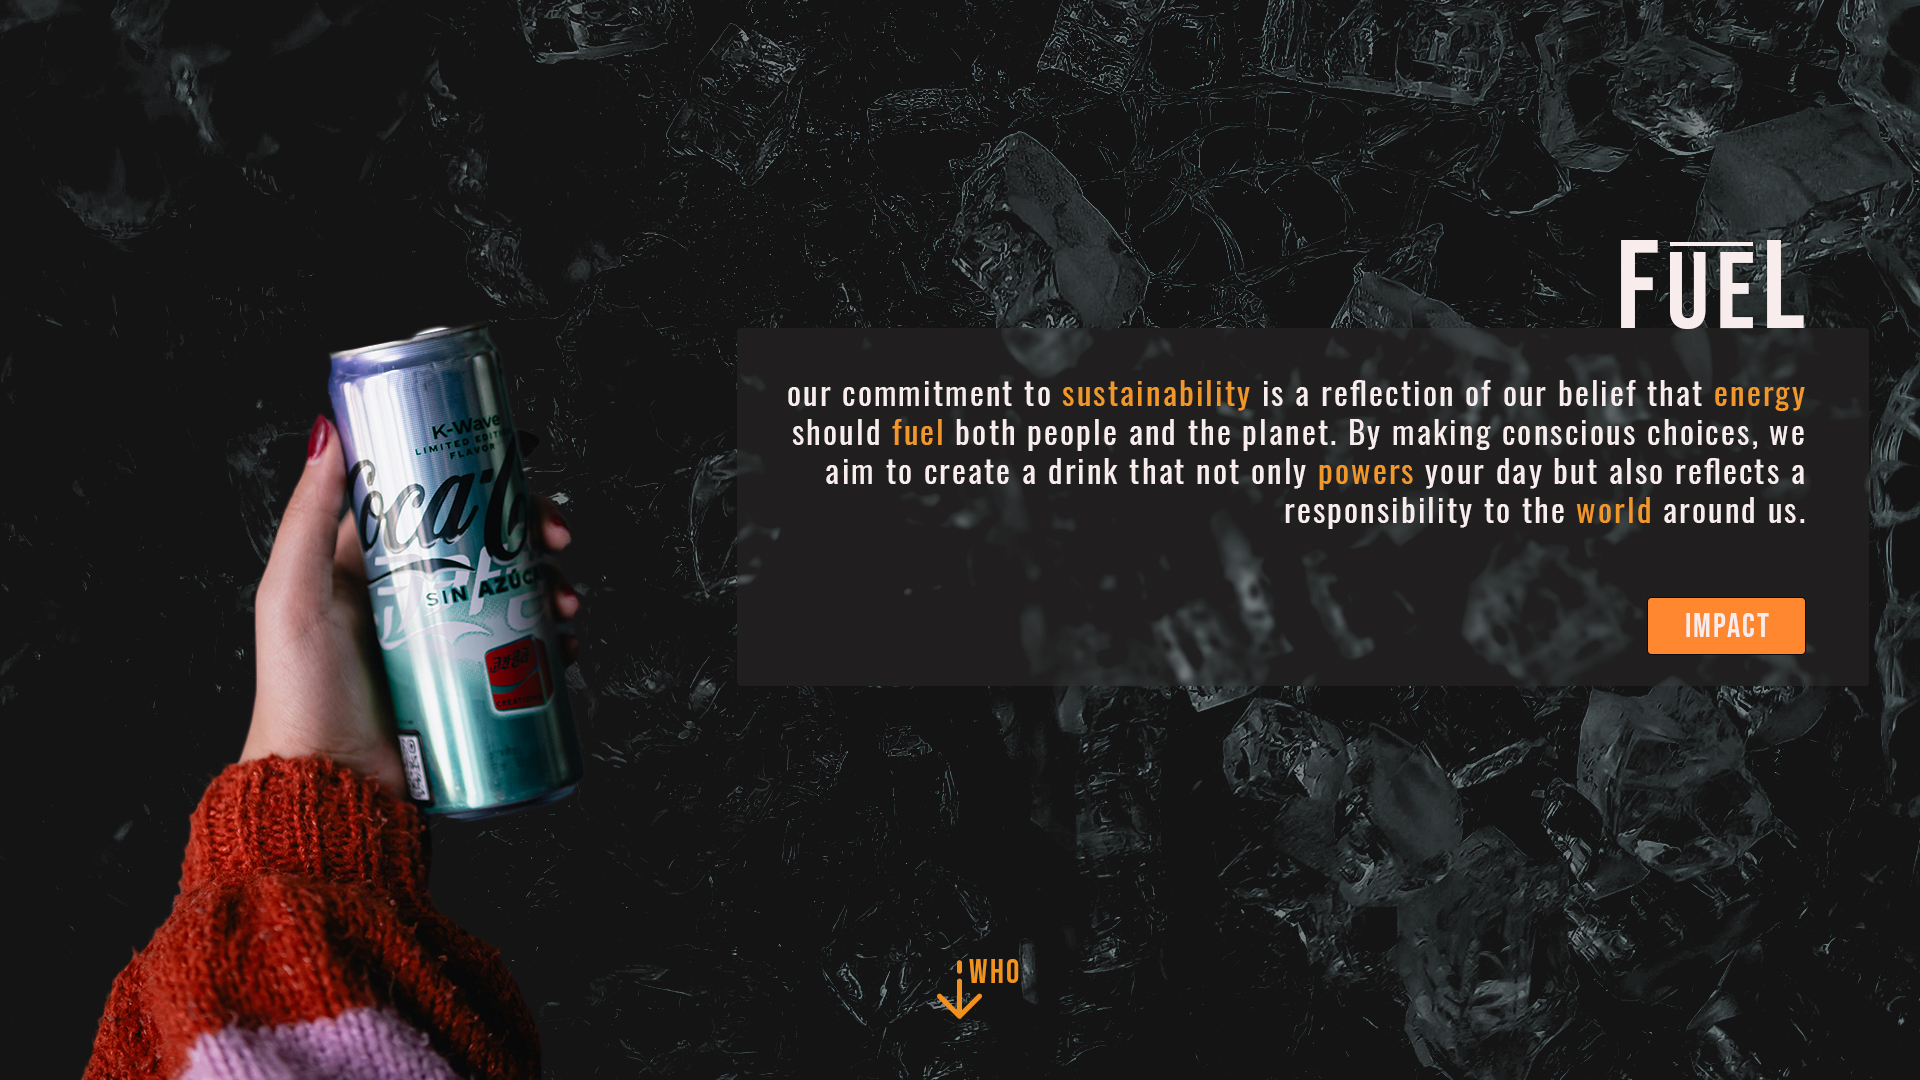 FUEL
our commitment to sustainability is a reflection of our belief that energy
should fuel both people and the planet. By making conscious choices, we
aim to create a drink that not only powers your day but also reflects a
responsibility to the world around us.
IMPACT
K-Wave
LIMITED EDITION
FLAVOR
Coca-C
SIN AZÚC
WHO